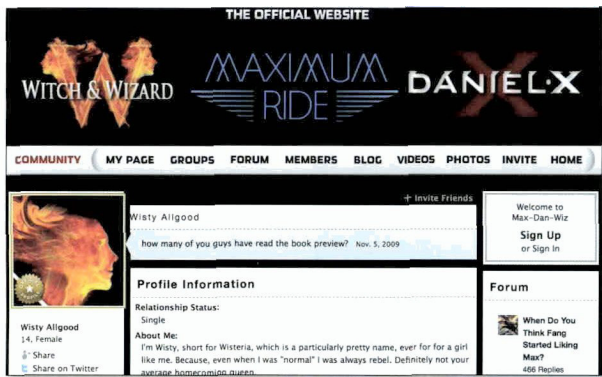 THE OFFICIAL WEBSITE
WITCH & WIZARD
MAXIMUM
RIDE
DANIEL X
COMMUNITY MY PAGE GROUPS FORUM MEMBERS BLOG VIDEOS PHOTOS INVITE HOME
+ Invite Friends
Wisty Allgood
how many of you guys have read the book preview? Nov. 5, 2009
Profile Information
Relationship Status:
Single
About Me:
I'm Wisty, short for Wisteria, which is a particularly pretty name, ever for for a girl
like me. Because, even when I was "normal" I was always rebel. Definitely not your
average homecoming queen.
Wisty Allgood
14, Female
Share
Share on Twitter
Welcome to
Max-Dan-Wiz
Sign Up
or Sign In
Forum
When Do You
Think Fang
Started Liking
Max?
466 Replies